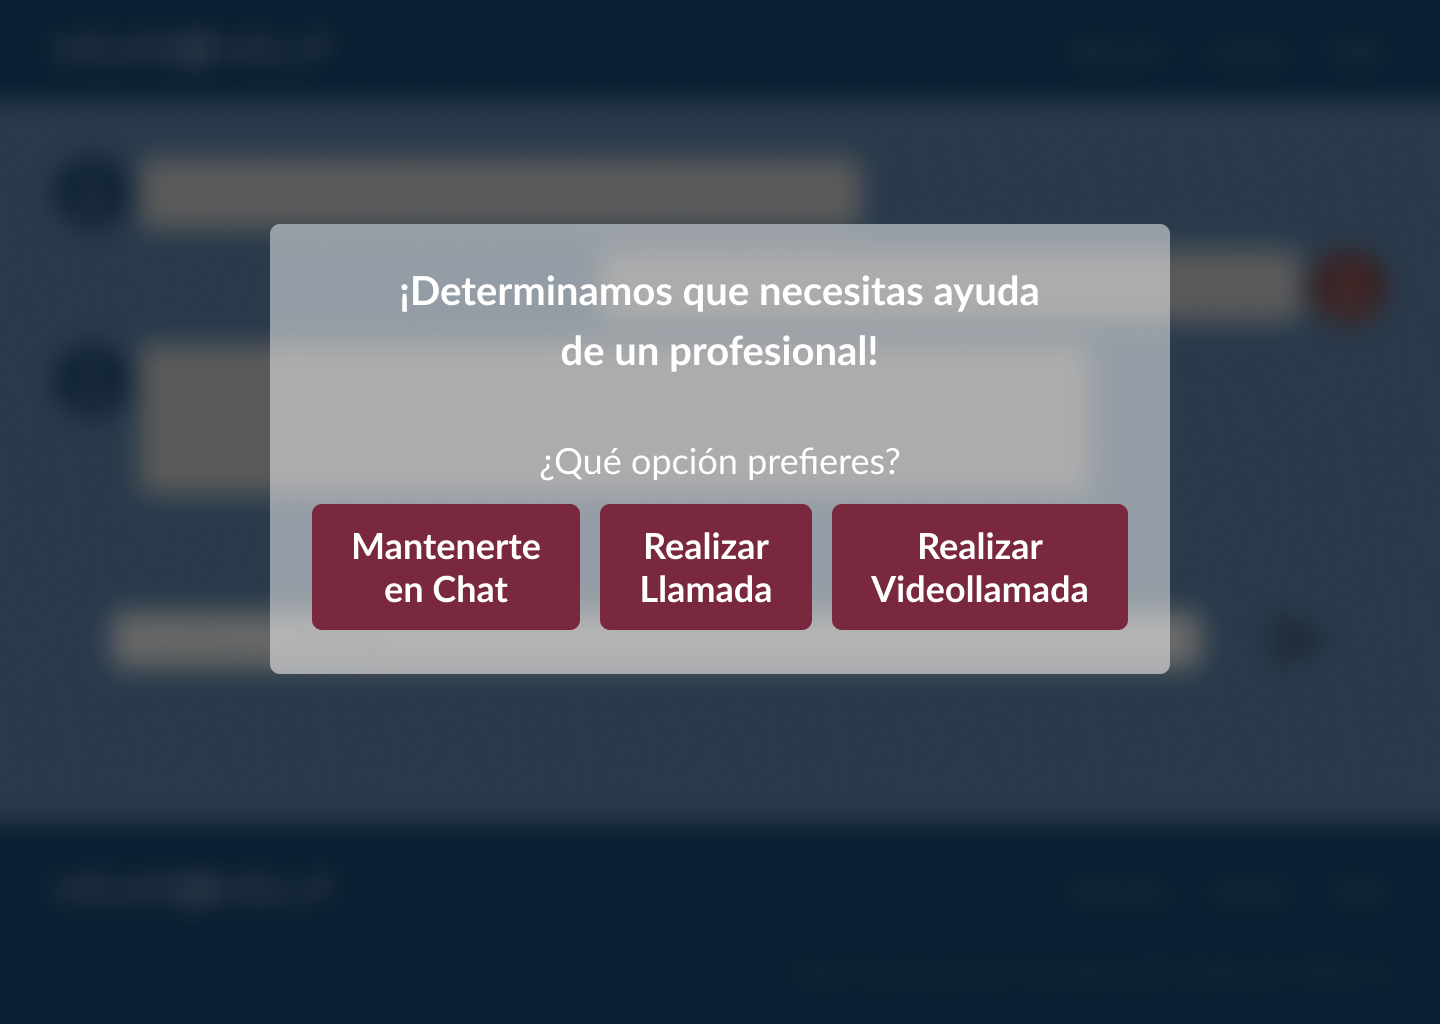 ¡Determinamos que necesitas ayuda
de un profesional!
¿Qué opción prefieres?
Mantenerte
en Chat
Realizar
Llamada
Realizar
Videollamada